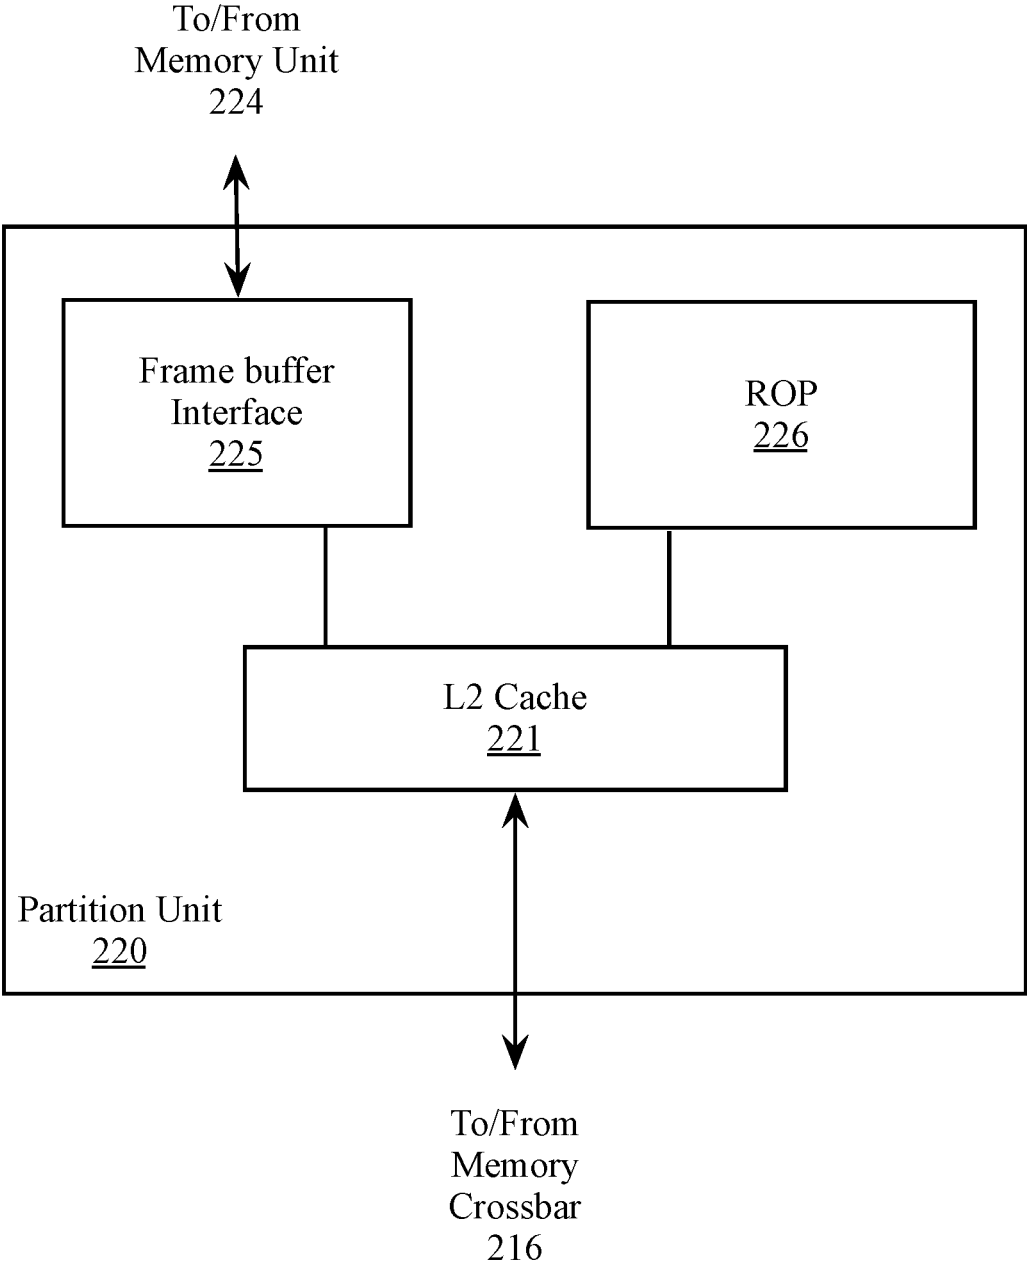 To/From
Memory Unit
224
Frame buffer
Interface
225
ROP
226
L2 Cache
221
Partition Unit
220
To/From
Memory
Crossbar
216